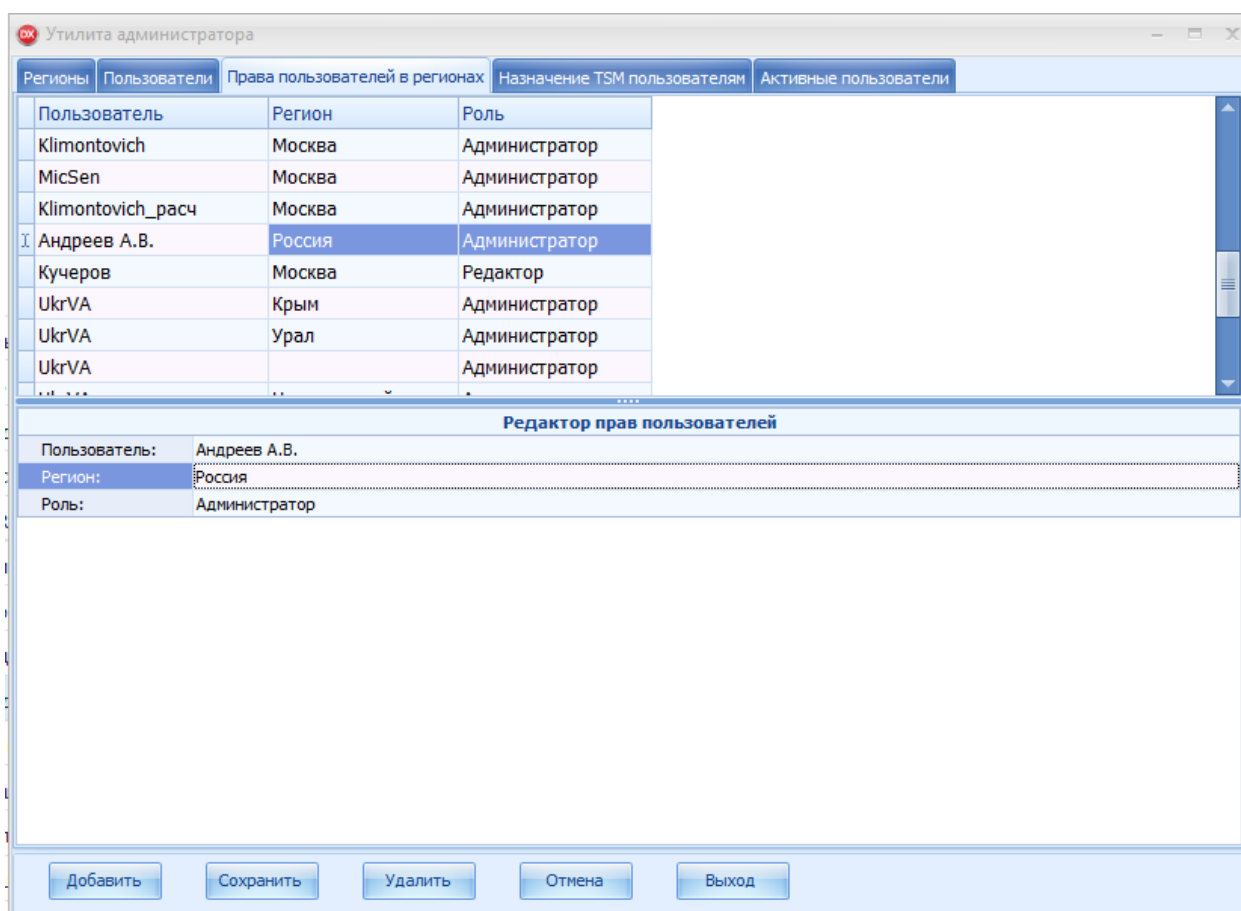 Утилита администратора
Регионы Пользователи Права пользователей в регионах Назначение TSM пользователям Активные пользователи
Пользователь Регион Роль
Klimontovich Москва Администратор
MicSen Москва Администратор
Klimontovich_расч Москва Администратор
Андреев А.В. Россия Администратор
Кучеров Москва Редактор
UkrVA Крым Администратор
UkrVA Урал Администратор
UkrVA Администратор
Редактор прав пользователей
Пользователь: Андреев А.В.
Регион: Россия
Роль: Администратор
Добавить Сохранить Удалить Отмена Выход